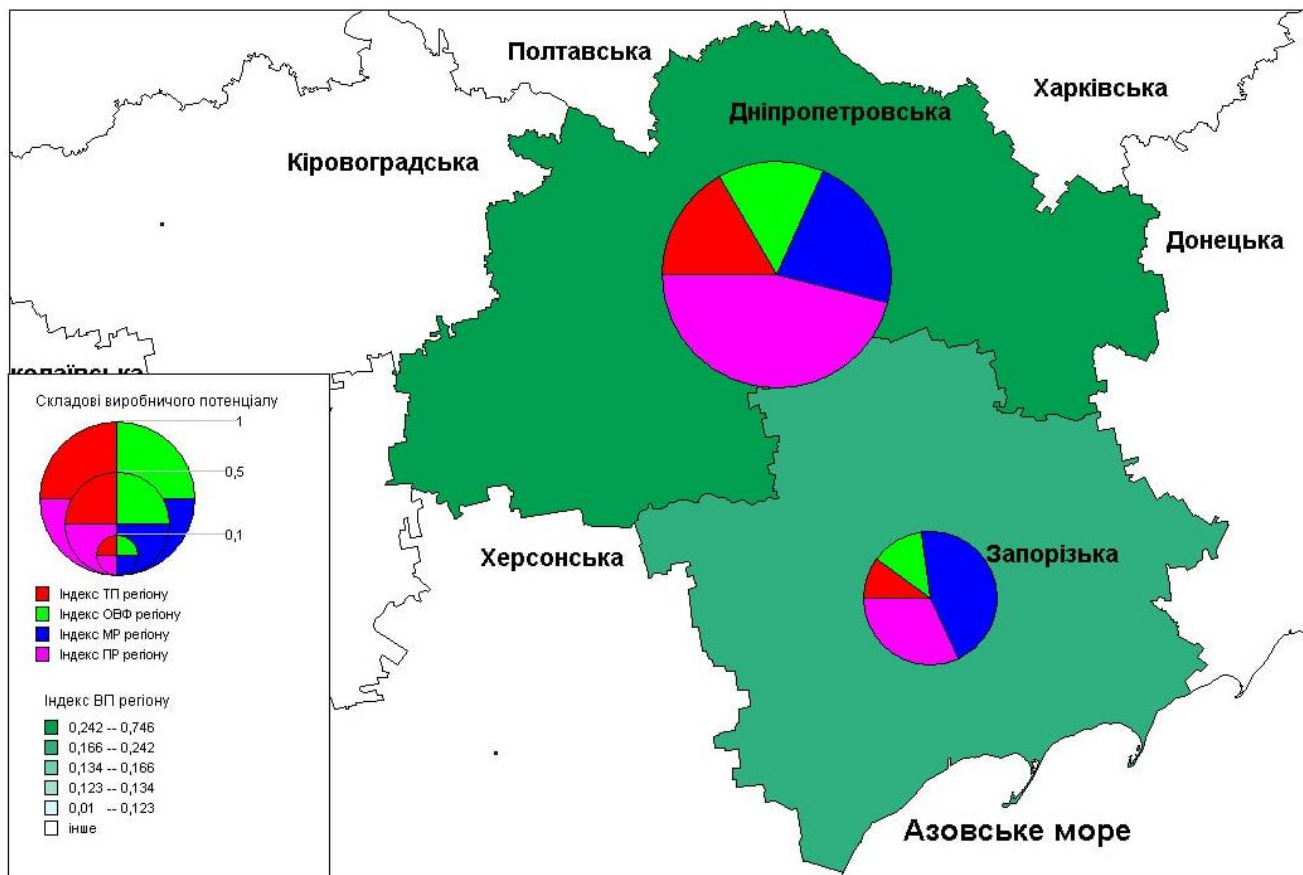 Полтавська
Харківська
Дніпропетровська
Кіровоградська
Донецька
Складові виробничого потенціалу
1
0,5
0,1
Індекс ТП регіону
Індекс ОВФ регіону
Індекс МР регіону
Індекс ПР регіону
Індекс ВП регіону
0,242 -- 0,746
0,166 -- 0,242
0,134 -- 0,166
0,123 -- 0,134
0,01 -- 0,123
інше
Херсонська
Запорізька
Азовське море